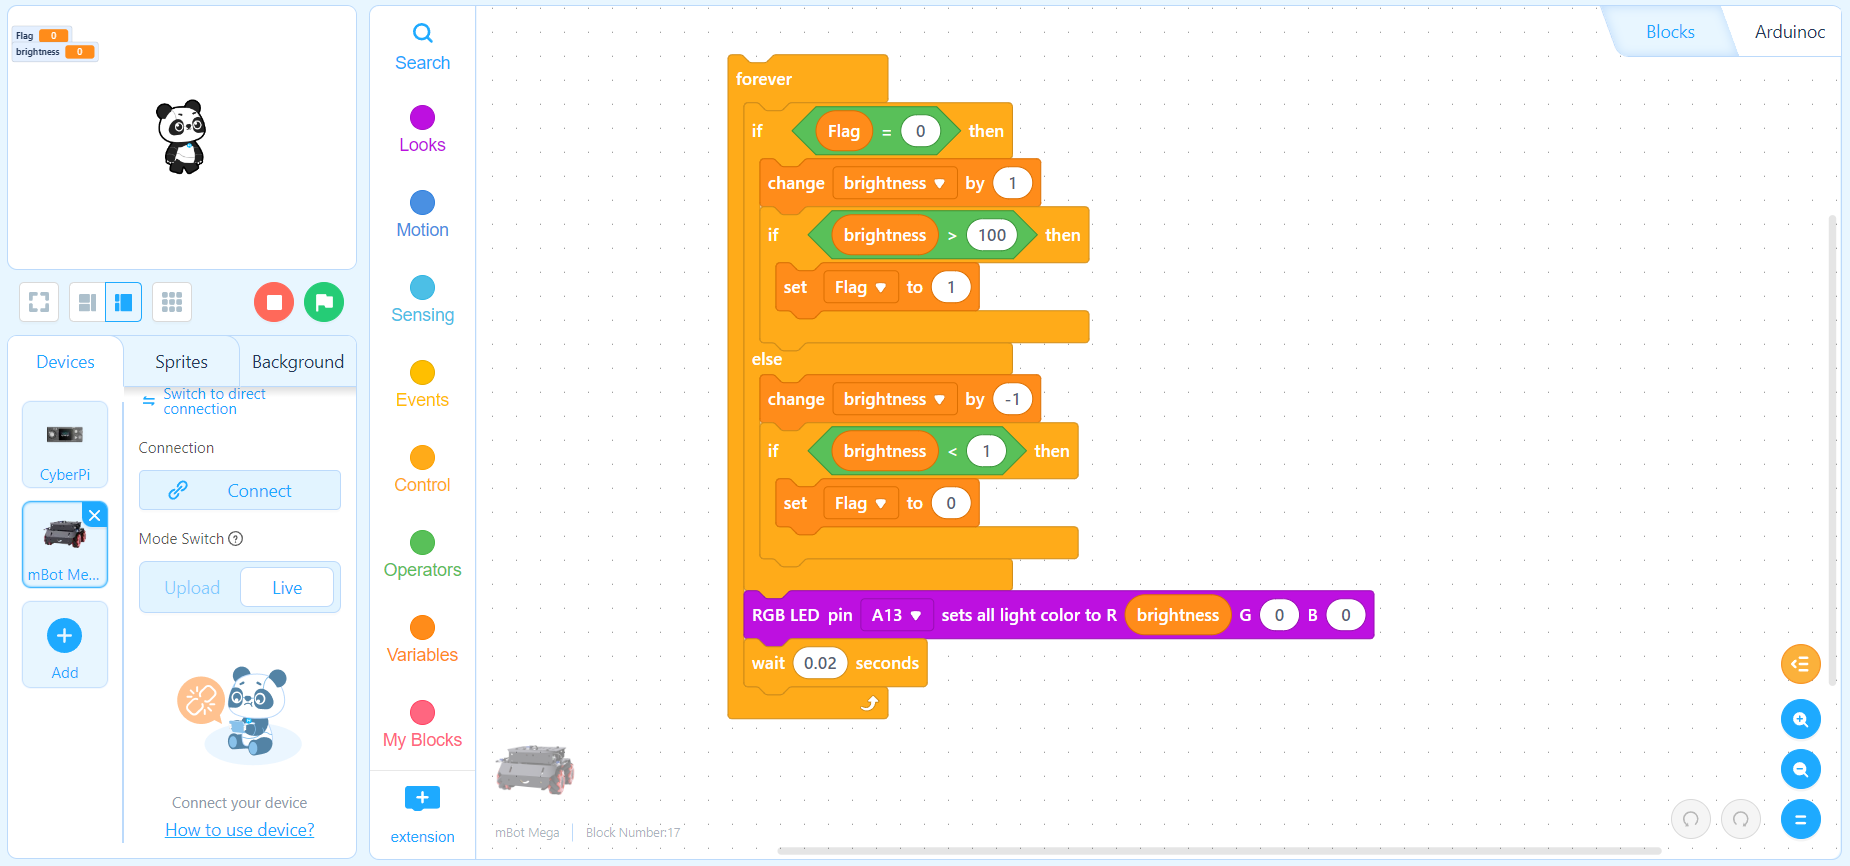 Flag 0
brightness 0
Devices
Sprites
Background
Switch to direct
connection
Connection
Connect
Mode Switch ?
Upload
Live
CyberPi
mBot Me...
Add
Connect your device
How to use device?
Search
Looks
Motion
Sensing
Events
Control
Operators
Variables
My Blocks
extension
Blocks
Arduinoc
forever
if Flag = 0 then
change brightness by 1
if brightness > 100 then
set Flag to 1
else
change brightness by -1
if brightness < 1 then
set Flag to 0
RGB LED pin A13 sets all light color to R brightness G 0 B 0
wait 0.02 seconds
mBot Mega
Block Number:17